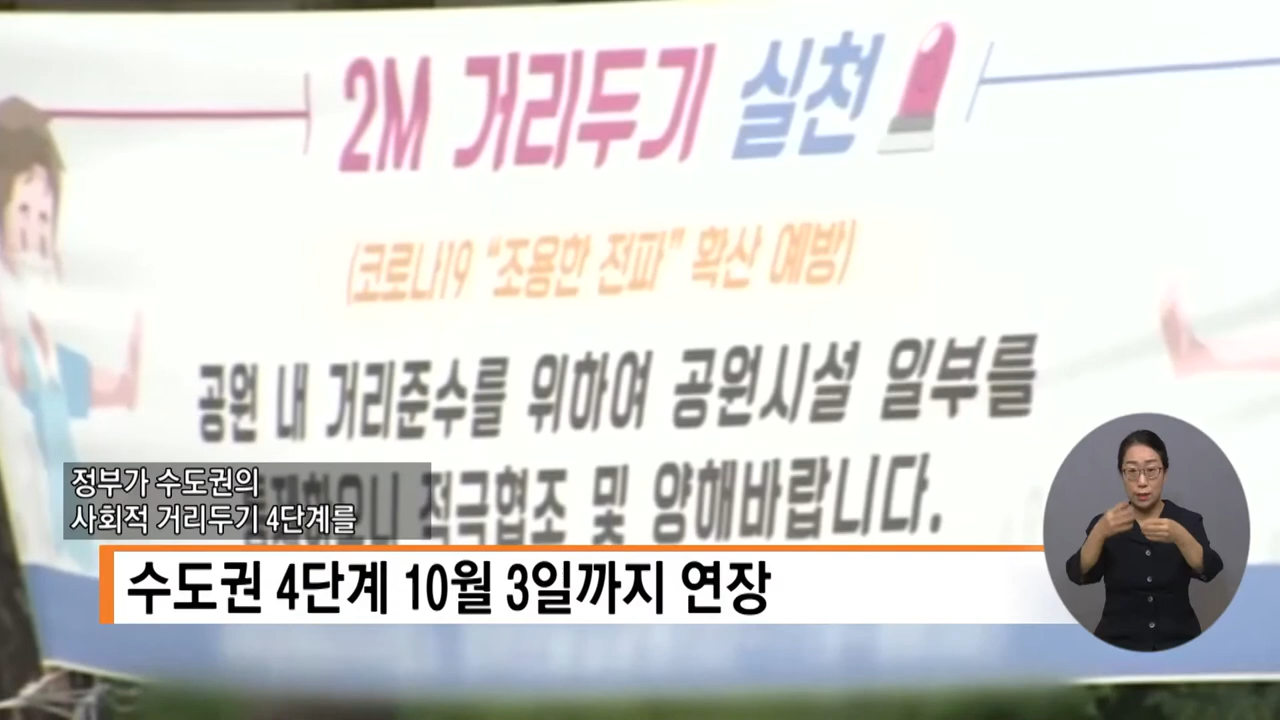 2M 거리두기 실천
(코로나19 “조용한 전파” 확산 예방)
공원 내 거리준수를 위하여 공원시설 일부를
적극협조 및 양해바랍니다.
정부가 수도권의
사회적 거리두기 4단계를
수도권 4단계 10월 3일까지 연장